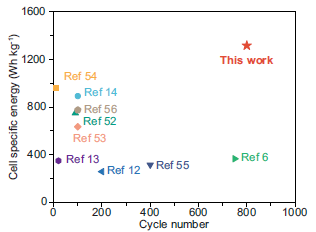 1600
1200
800
400
0
Cell specific energy (Wh kg⁻¹)
This work
Ref 54
Ref 14
Ref 56
Ref 52
Ref 53
Ref 13
Ref 12
Ref 55
Ref 6
0 200 400 600 800 1000
Cycle number